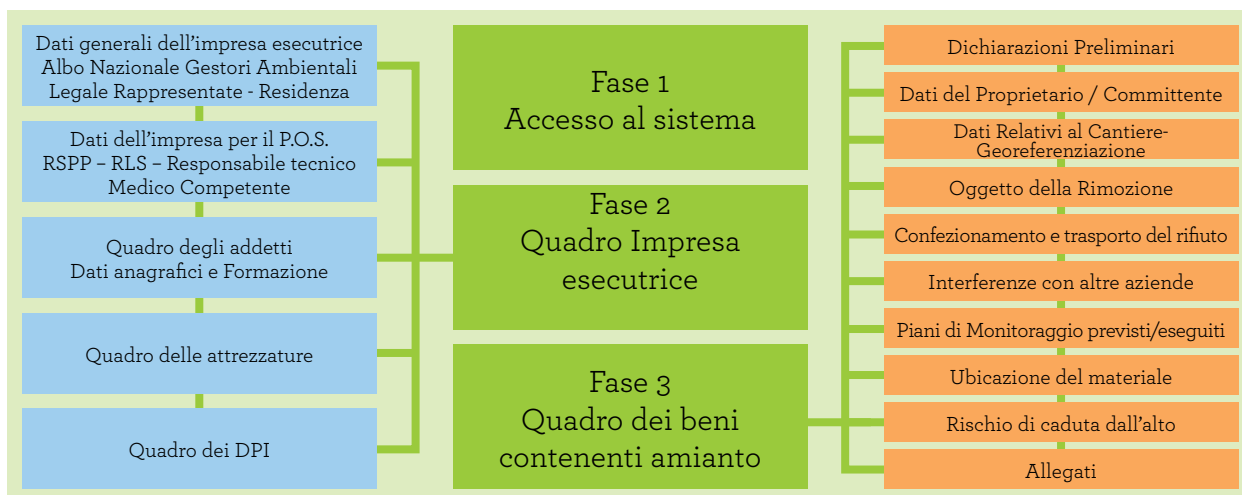 Dati generali dell'impresa esecutrice
Albo Nazionale Gestori Ambientali
Legale Rappresentate - Residenza
Dati dell'impresa per il P.O.S.
RSPP – RLS – Responsabile tecnico
Medico Competente
Quadro degli addetti
Dati anagrafici e Formazione
Quadro delle attrezzature
Quadro dei DPI
Fase 1
Accesso al sistema
Fase 2
Quadro Impresa
esecutrice
Fase 3
Quadro dei beni
contenenti amianto
Dichiarazioni Preliminari
Dati del Proprietario / Committente
Dati Relativi al Cantiere-
Georeferenziazione
Oggetto della Rimozione
Confezionamento e trasporto del rifiuto
Interferenze con altre aziende
Piani di Monitoraggio previsti/eseguiti
Ubicazione del materiale
Rischio di caduta dall'alto
Allegati